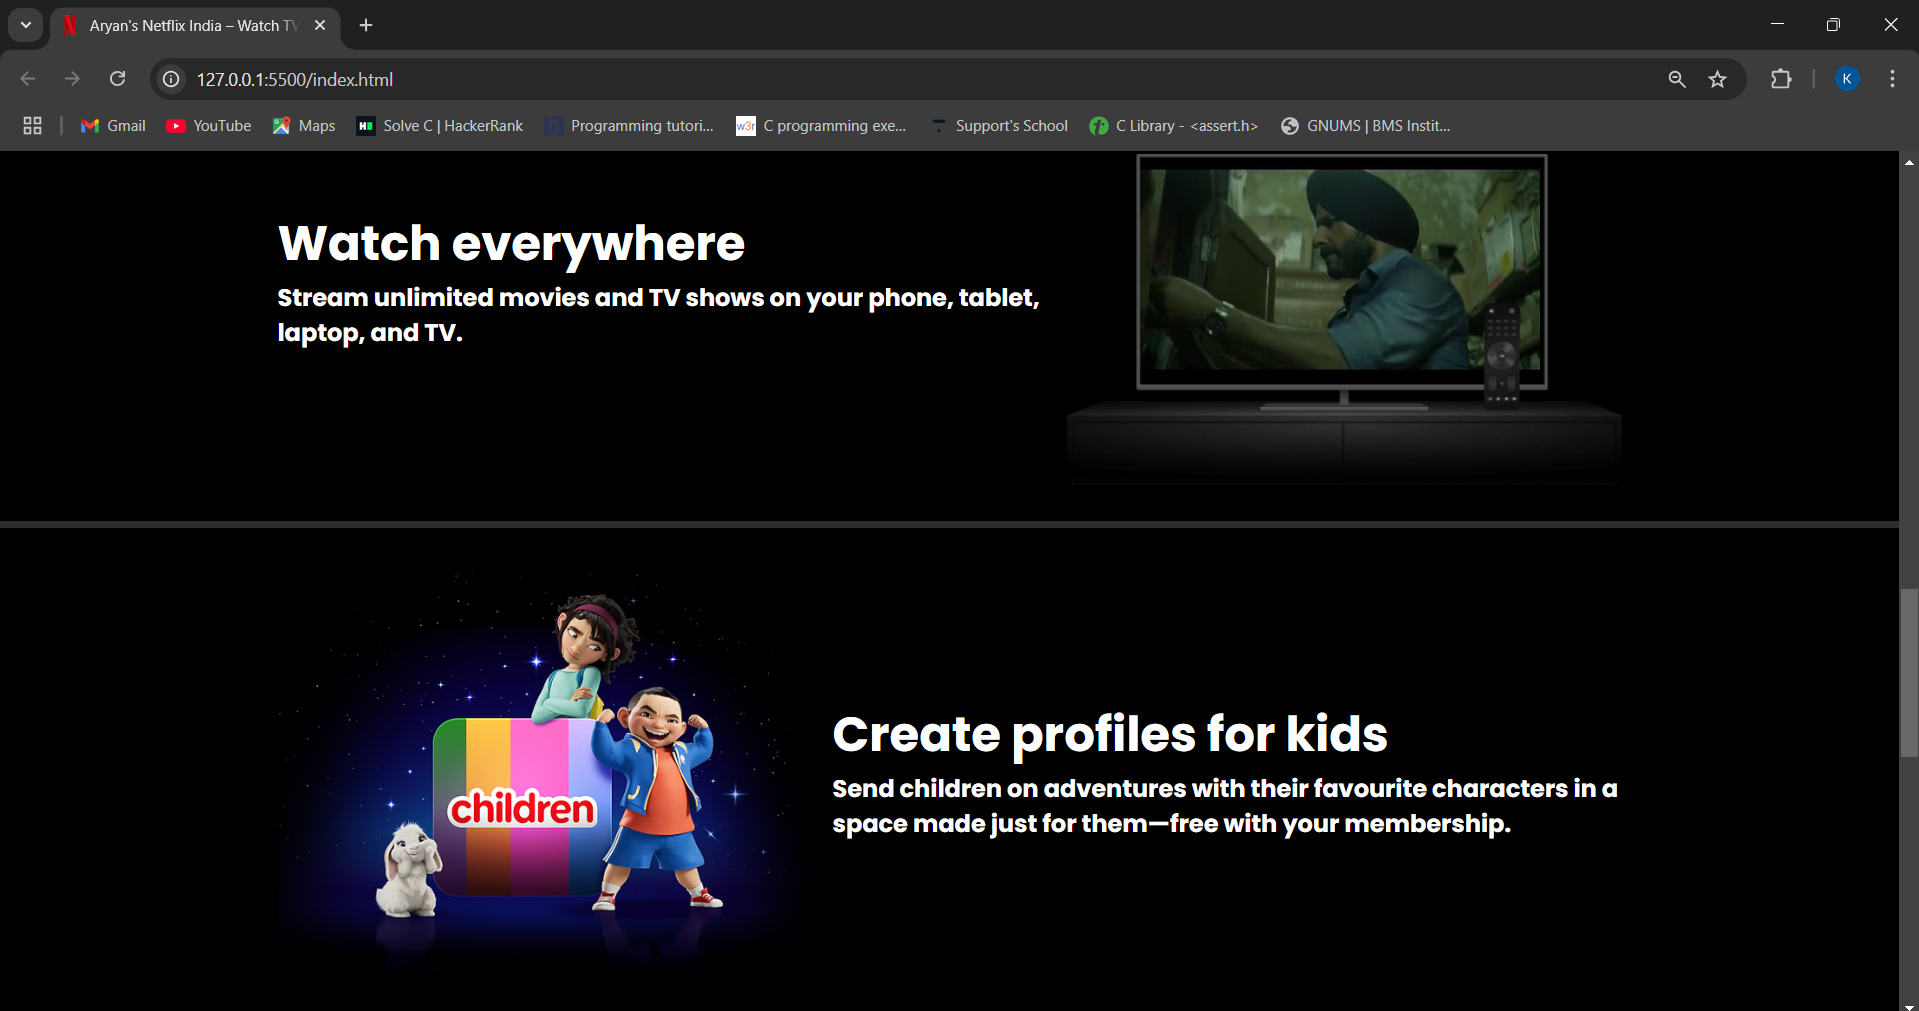 Aryan's Netflix India – Watch TV
127.0.0.1:5500/index.html
K
Gmail
YouTube
Maps
Solve C | HackerRank
Programming tutori...
w3r
C programming exe...
Support's School
C Library - <assert.h>
GNUMS | BMS Instit...
Watch everywhere
Stream unlimited movies and TV shows on your phone, tablet,
laptop, and TV.
children
Create profiles for kids
Send children on adventures with their favourite characters in a
space made just for them—free with your membership.